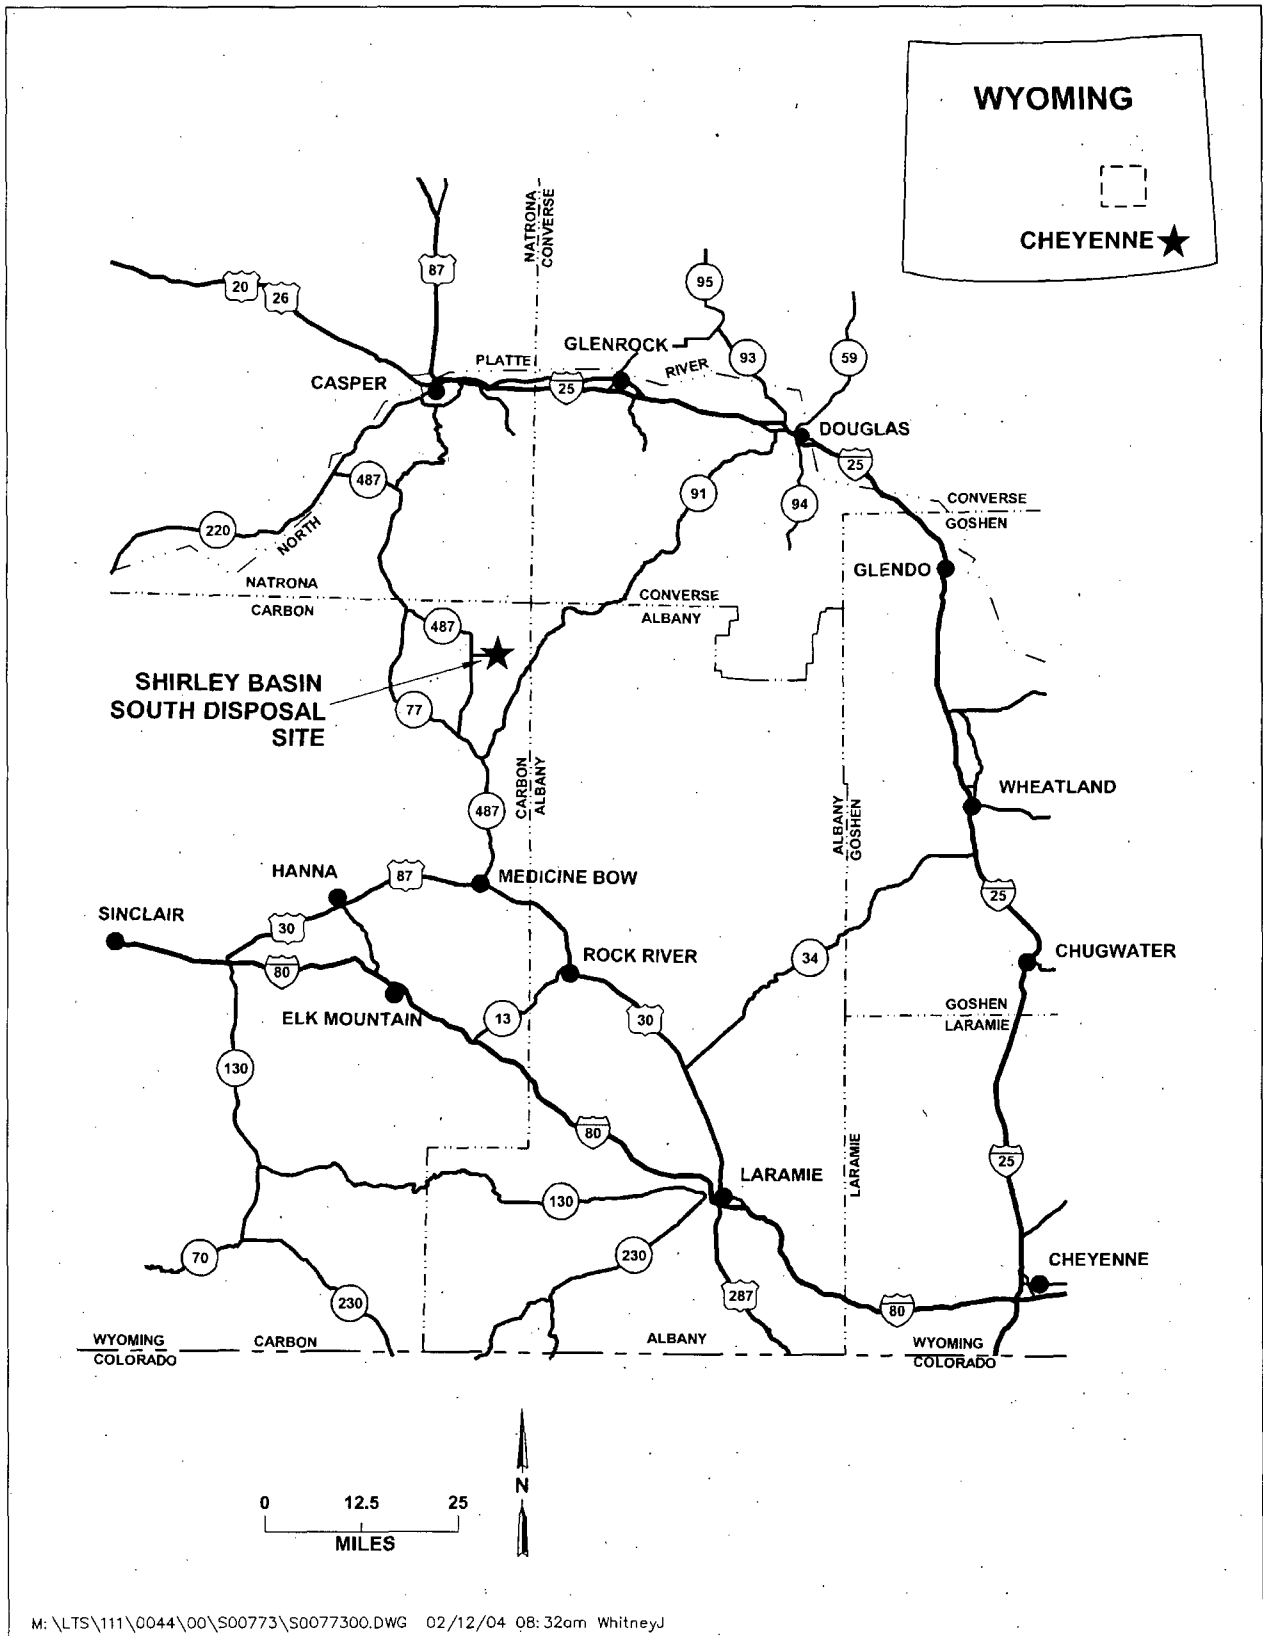 WYOMING
CHEYENNE
NATRONA
CONVERSE
87
95
20
26
GLENROCK
93
59
PLATTE
RIVER
CASPER
25
DOUGLAS
25
487
91
94
CONVERSE
GOSHEN
220
NORTH
GLENDO
NATRONA
CARBON
CONVERSE
ALBANY
487
SHIRLEY BASIN
SOUTH DISPOSAL
SITE
77
CARBON
ALBANY
WHEATLAND
487
ALBANY
GOSHEN
HANNA
87
MEDICINE BOW
25
SINCLAIR
30
80
ROCK RIVER
34
CHUGWATER
ELK MOUNTAIN
13
30
GOSHEN
LARAMIE
130
80
LARAMIE
25
LARAMIE
130
70
230
CHEYENNE
230
287
80
WYOMING
COLORADO
CARBON
ALBANY
WYOMING
COLORADO
N
0 12.5 25
MILES
M:\LTS\111\0044\00\S00773\S0077300.DWG 02/12/04 08:32am WhitneyJ